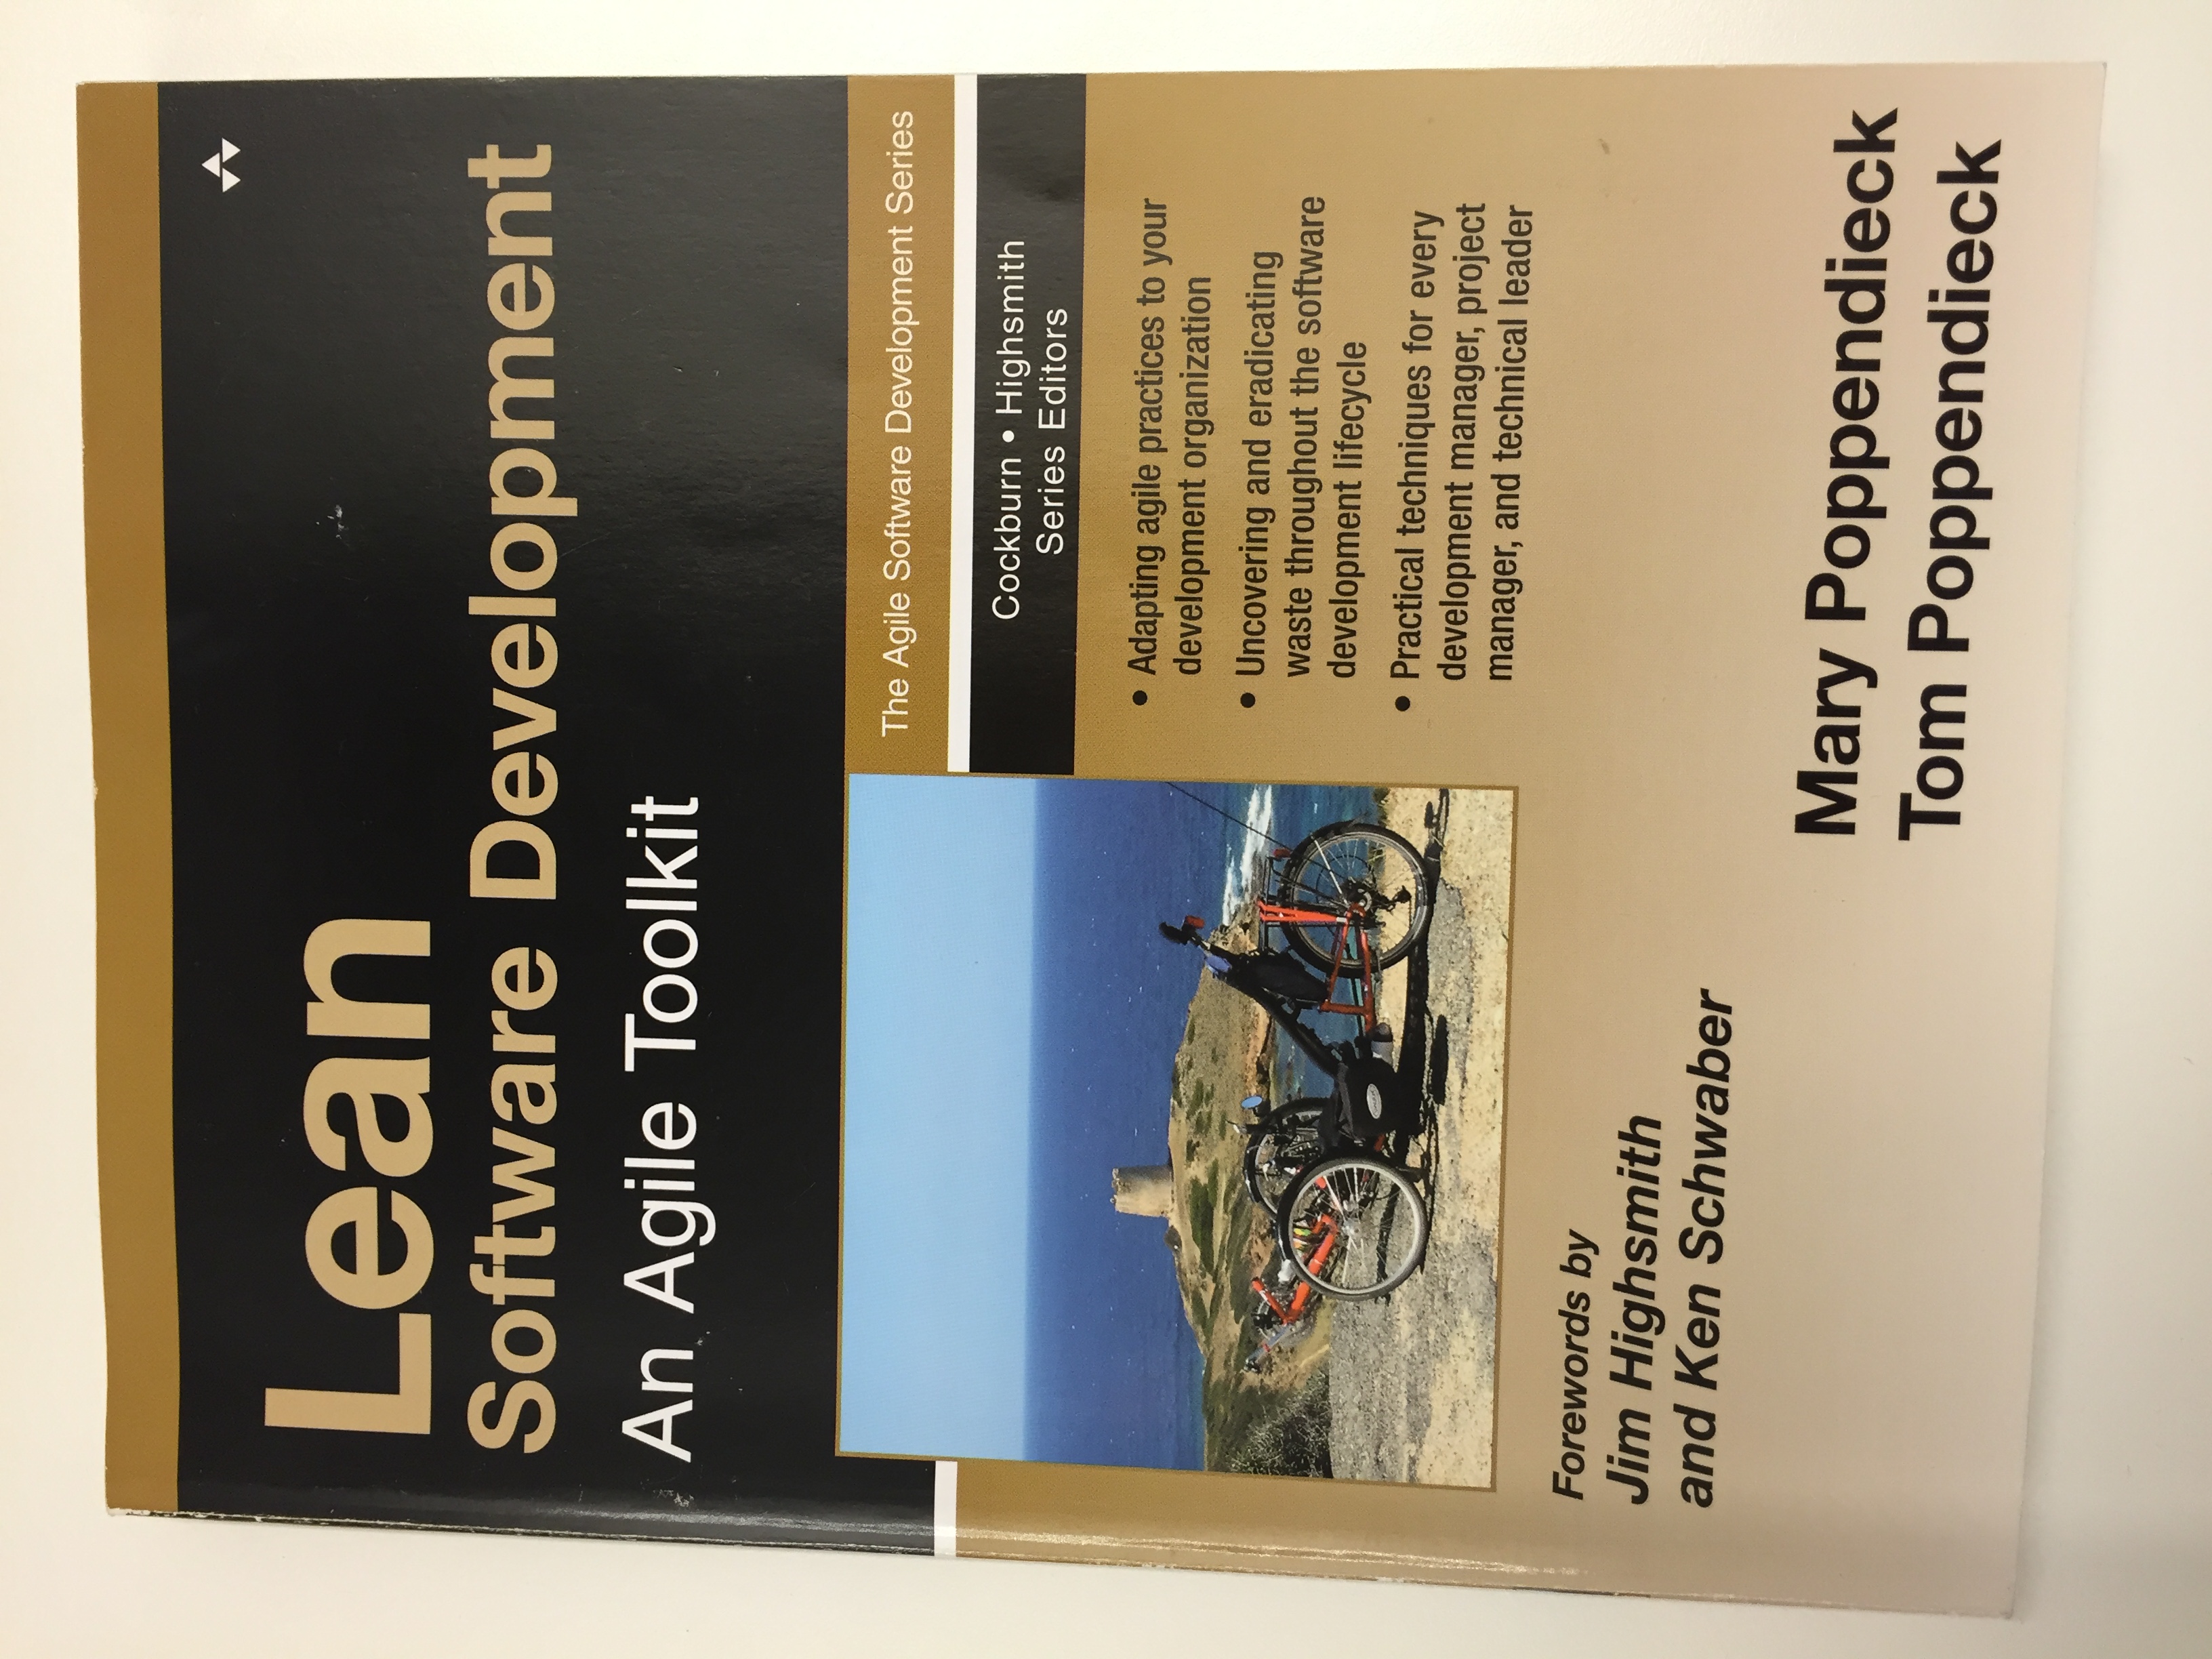 Lean
Software Development
An Agile Toolkit
The Agile Software Development Series
Cockburn • Highsmith
Series Editors
• Adapting agile practices to your
development organization
• Uncovering and eradicating
waste throughout the software
development lifecycle
• Practical techniques for every
development manager, project
manager, and technical leader
Forewords by
Jim Highsmith
and Ken Schwaber
Mary Poppendieck
Tom Poppendieck